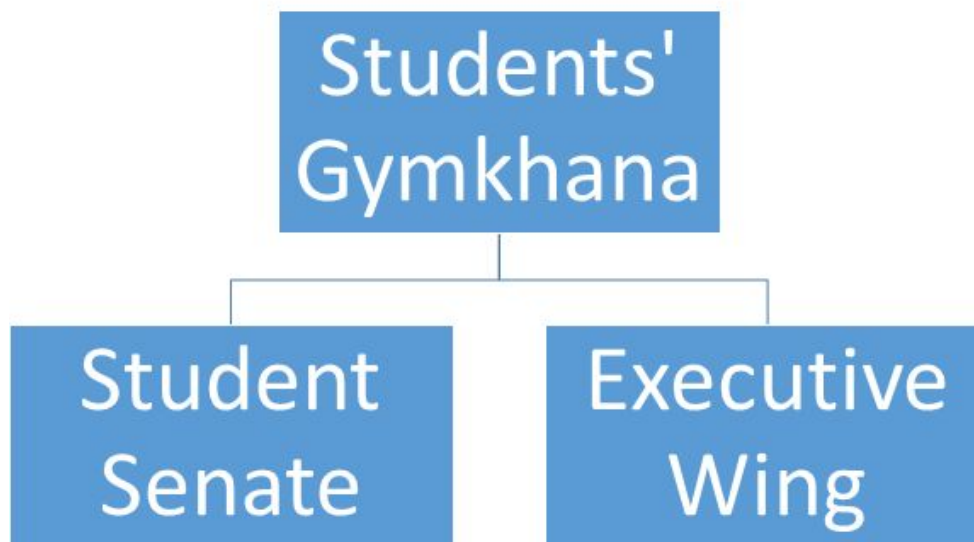 Students'
Gymkhana
Student
Senate
Executive
Wing